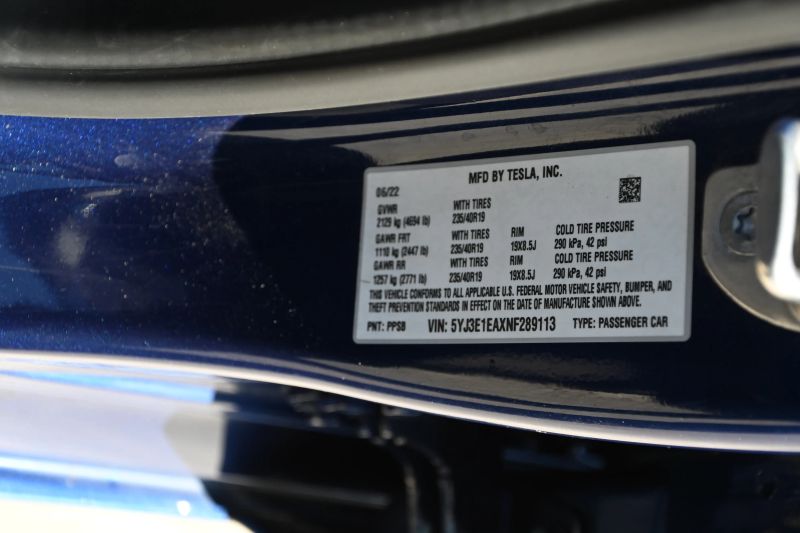 MFD BY TESLA, INC.
06/22
GVWR WITH TIRES
2129 kg (4694 lb) 235/40R19
GAWR FRT WITH TIRES RIM COLD TIRE PRESSURE
1110 kg (2447 lb) 235/40R19 19X8.5J 290 kPa, 42 psi
GAWR RR WITH TIRES RIM COLD TIRE PRESSURE
1257 kg (2771 lb) 235/40R19 19X8.5J 290 kPa, 42 psi
THIS VEHICLE CONFORMS TO ALL APPLICABLE U.S. FEDERAL MOTOR VEHICLE SAFETY, BUMPER, AND
THEFT PREVENTION STANDARDS IN EFFECT ON THE DATE OF MANUFACTURE SHOWN ABOVE.
PNT: PPSB VIN: 5YJ3E1EAXNF289113 TYPE: PASSENGER CAR